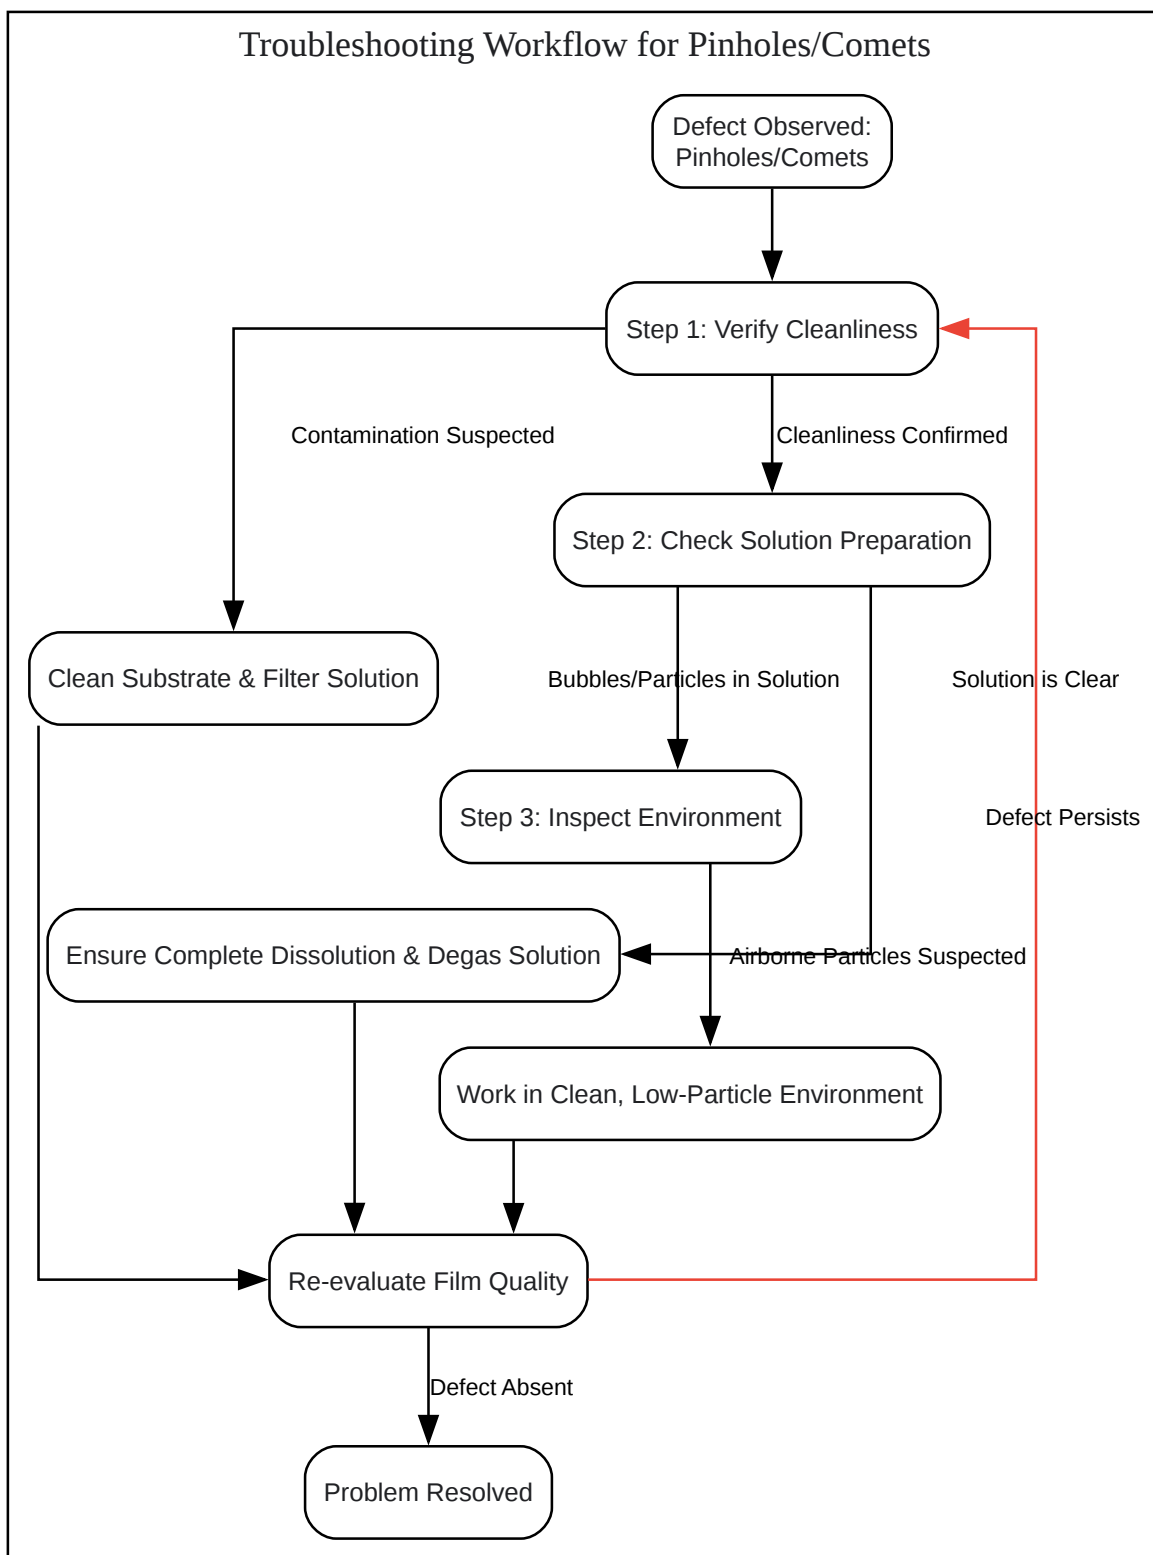 Troubleshooting Workflow for Pinholes/Comets
Defect Observed:
Pinholes/Comets
Step 1: Verify Cleanliness
Contamination Suspected
Cleanliness Confirmed
Step 2: Check Solution Preparation
Clean Substrate & Filter Solution
Bubbles/Particles in Solution
Solution is Clear
Step 3: Inspect Environment
Defect Persists
Ensure Complete Dissolution & Degas Solution
Airborne Particles Suspected
Work in Clean, Low-Particle Environment
Re-evaluate Film Quality
Defect Absent
Problem Resolved